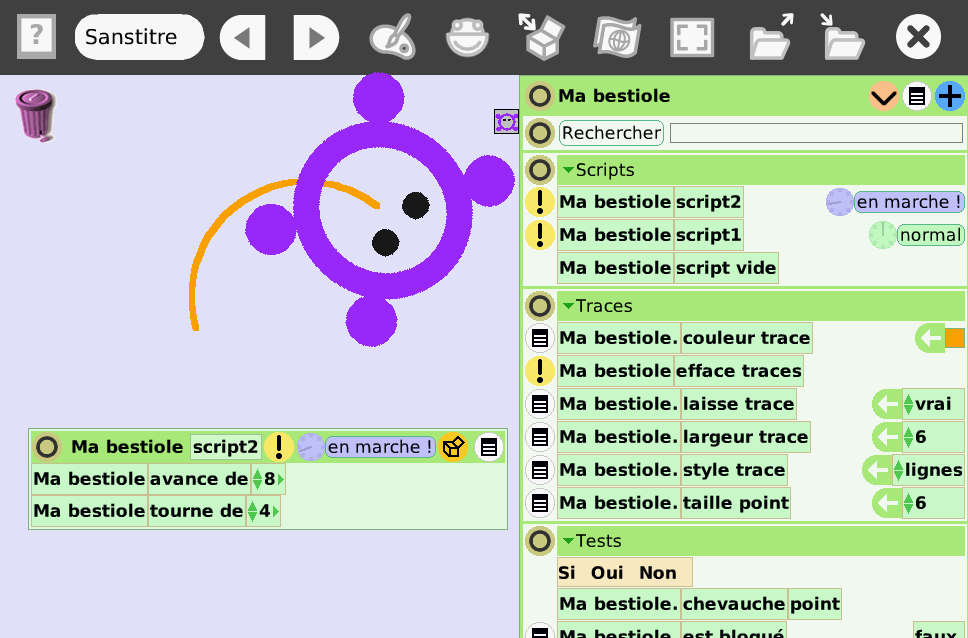 ? Sanstitre
Ma bestiole
Rechercher
Scripts
Ma bestiole script2 en marche !
Ma bestiole script1 normal
Ma bestiole script vide
Traces
Ma bestiole. couleur trace
Ma bestiole efface traces
Ma bestiole. laisse trace vrai
Ma bestiole. largeur trace 6
Ma bestiole. style trace lignes
Ma bestiole. taille point 6
Tests
Si Oui Non
Ma bestiole. chevauche point
Ma bestiole. est bloqué faux
Ma bestiole script2 ! en marche !
Ma bestiole avance de 8
Ma bestiole tourne de 4